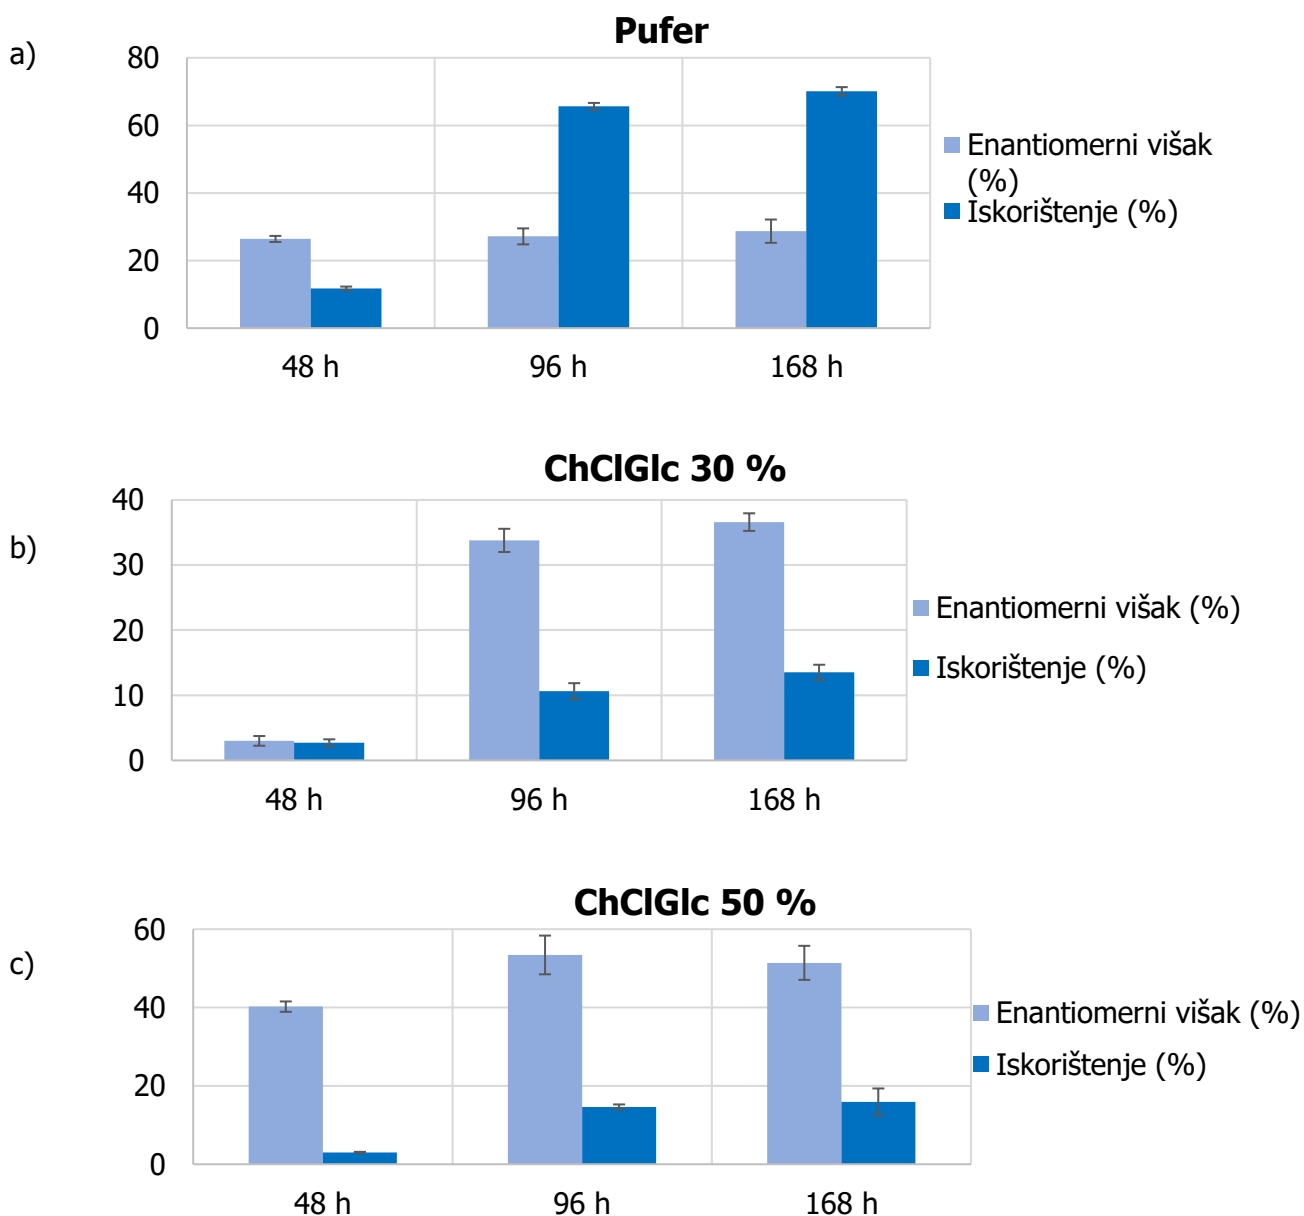 a)
Pufer
80
60
40
20
0
48 h
96 h
168 h
Enantiomerni višak
(%)
Iskorištenje (%)
b)
ChClGlc 30 %
40
30
20
10
0
48 h
96 h
168 h
Enantiomerni višak (%)
Iskorištenje (%)
c)
ChClGlc 50 %
60
40
20
0
48 h
96 h
168 h
Enantiomerni višak (%)
Iskorištenje (%)